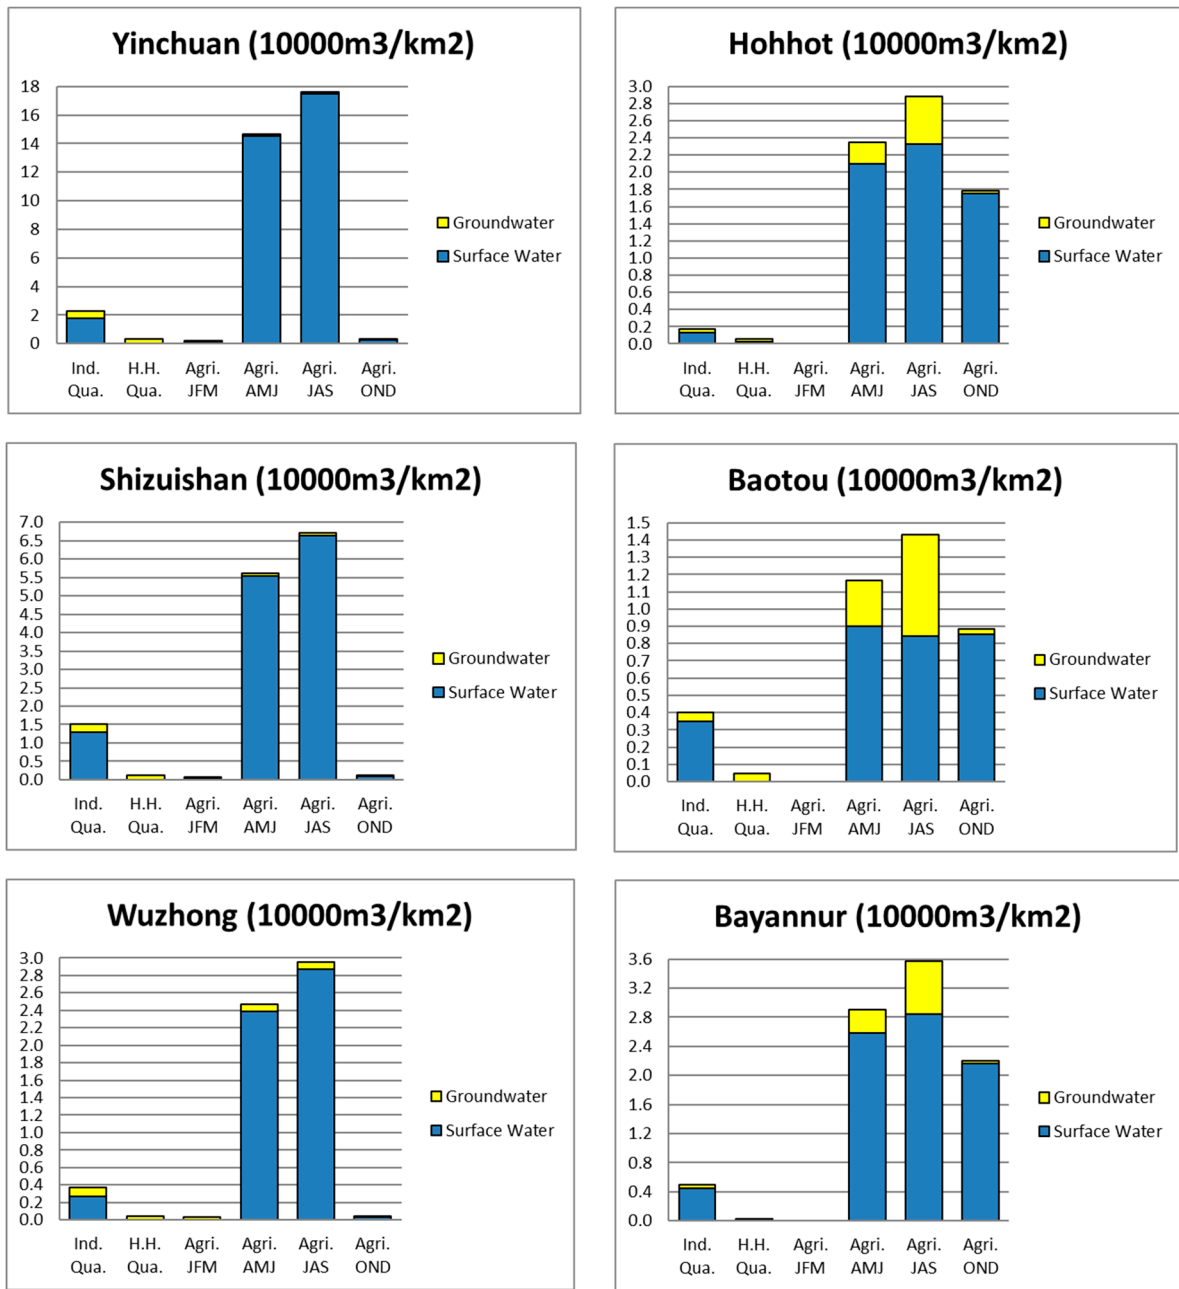 Yinchuan (10000m3/km2)
18
16
14
12
10
8
6
4
2
0
Ind. Qua.
H.H. Qua.
Agri. JFM
Agri. AMJ
Agri. JAS
Agri. OND
Groundwater
Surface Water
Hohhot (10000m3/km2)
3.0
2.8
2.6
2.4
2.2
2.0
1.8
1.6
1.4
1.2
1.0
0.8
0.6
0.4
0.2
0.0
Ind. Qua.
H.H. Qua.
Agri. JFM
Agri. AMJ
Agri. JAS
Agri. OND
Groundwater
Surface Water
Shizuishan (10000m3/km2)
7.0
6.5
6.0
5.5
5.0
4.5
4.0
3.5
3.0
2.5
2.0
1.5
1.0
0.5
0.0
Ind. Qua.
H.H. Qua.
Agri. JFM
Agri. AMJ
Agri. JAS
Agri. OND
Groundwater
Surface Water
Baotou (10000m3/km2)
1.5
1.4
1.3
1.2
1.1
1.0
0.9
0.8
0.7
0.6
0.5
0.4
0.3
0.2
0.1
0.0
Ind. Qua.
H.H. Qua.
Agri. JFM
Agri. AMJ
Agri. JAS
Agri. OND
Groundwater
Surface Water
Wuzhong (10000m3/km2)
3.0
2.8
2.6
2.4
2.2
2.0
1.8
1.6
1.4
1.2
1.0
0.8
0.6
0.4
0.2
0.0
Ind. Qua.
H.H. Qua.
Agri. JFM
Agri. AMJ
Agri. JAS
Agri. OND
Groundwater
Surface Water
Bayannur (10000m3/km2)
3.6
3.2
2.8
2.4
2.0
1.6
1.2
0.8
0.4
0.0
Ind. Qua.
H.H. Qua.
Agri. JFM
Agri. AMJ
Agri. JAS
Agri. OND
Groundwater
Surface Water